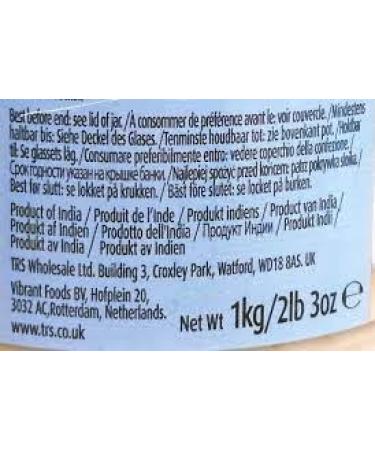 Best before end: see lid of jar. / A consommer de préférence avant le: voir couvercle. / Mindestens
haltbar bis: Siehe Deckel des Glases. / Tenminste houdbaar tot: zie bovenkant pot. / Holdbar
til: Se glassets låg. / Consumare preferibilmente entro: vedere coperchio della confezione. /
Срок годности указан на крышке банки. / Najlepiej spożyć przed końcem: patrz pokrywka słoika. /
Best før slutt: se lokket på krukken. / Bäst före slutet: se locket på burken.
Product of India / Produit de l'Inde / Produkt indiens / Product van India /
Produkt af Indien / Prodotto dell'India / Продукт Индии / Produkt Indii /
Produkt av India / Produkt av Indien
TRS Wholesale Ltd. Building 3, Croxley Park, Watford, WD18 8AS. UK
Vibrant Foods BV, Hofplein 20,
3032 AC,Rotterdam, Netherlands.
www.trs.co.uk
Net Wt 1kg/2lb 3oz e